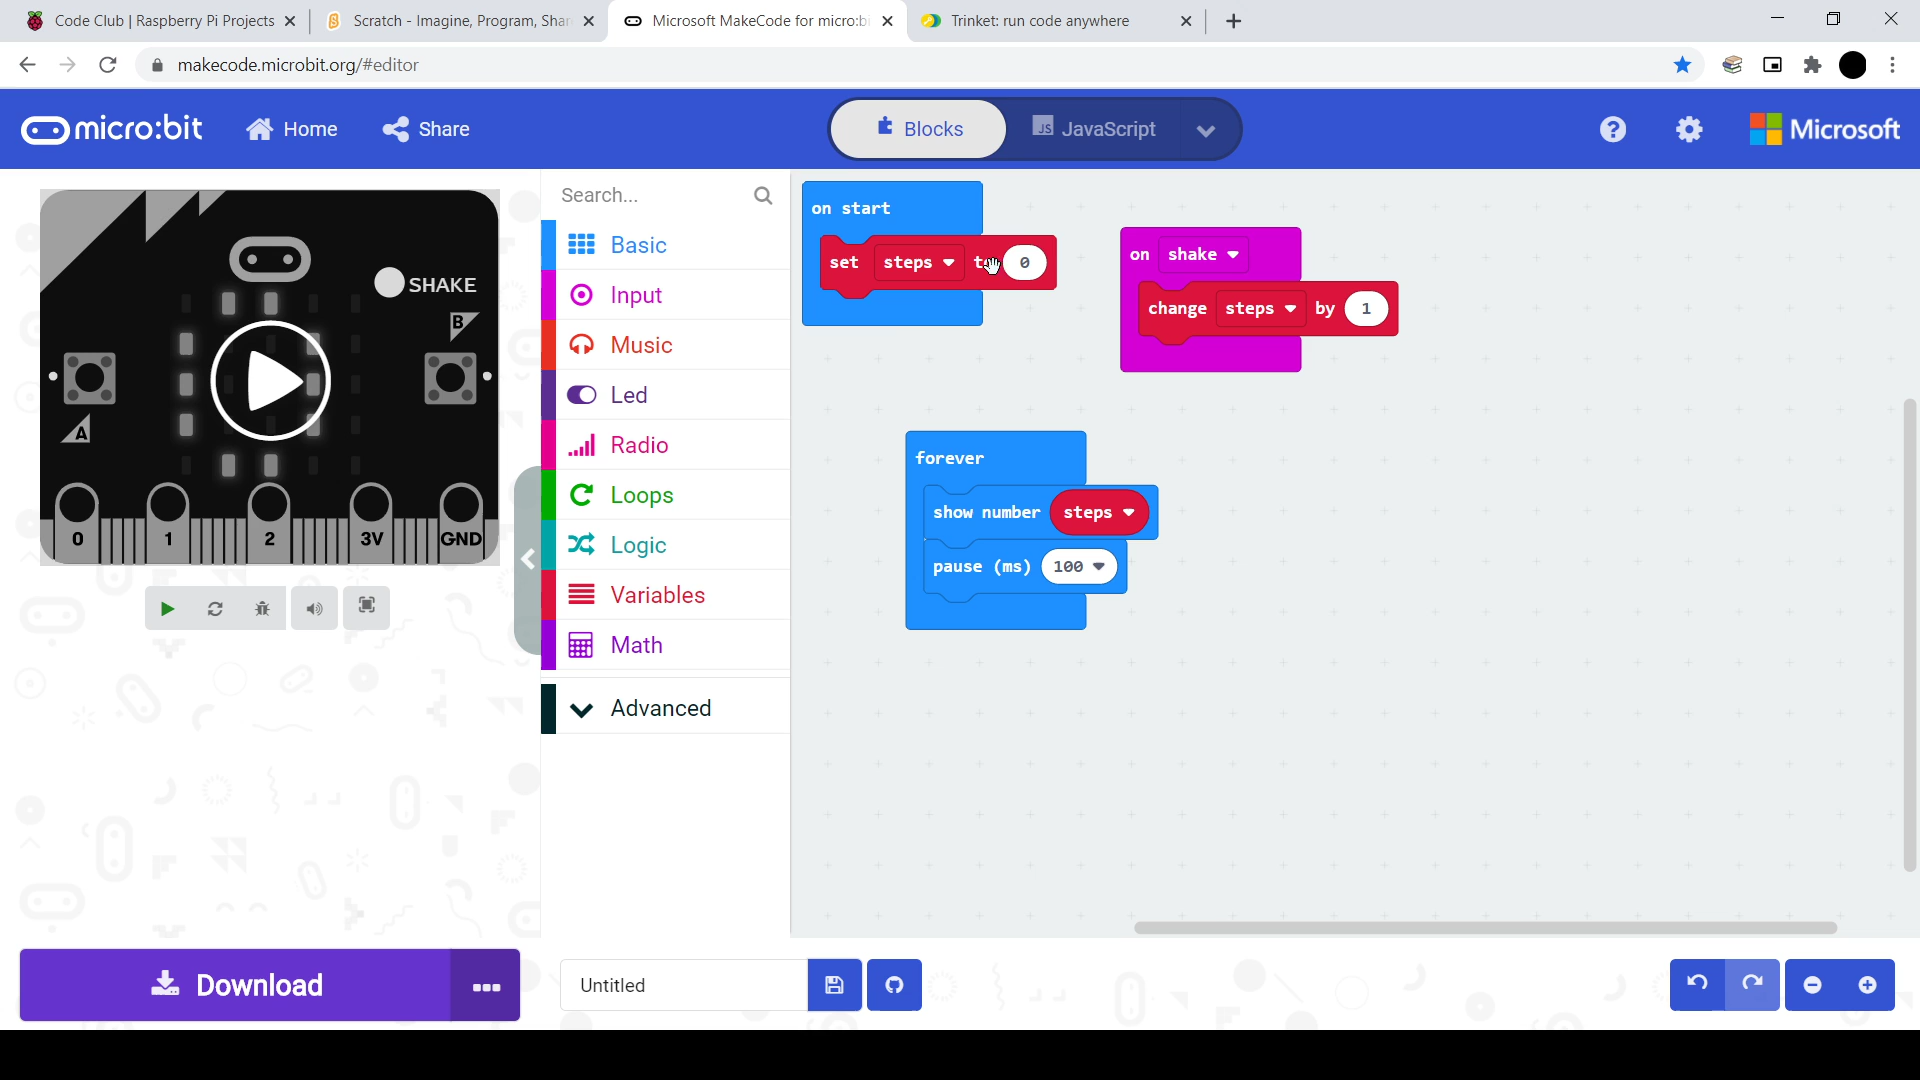 Code Club | Raspberry Pi Projects
Scratch - Imagine, Program, Shar
Microsoft MakeCode for micro:bi
Trinket: run code anywhere
makecode.microbit.org/#editor
micro:bit
Home
Share
Blocks
JS JavaScript
?
Microsoft
SHAKE
B
A
0 1 2 3V GND
Search...
Basic
Input
Music
Led
Radio
Loops
Logic
Variables
Math
Advanced
on start
set steps to 0
on shake
change steps by 1
forever
show number steps
pause (ms) 100
Download
Untitled